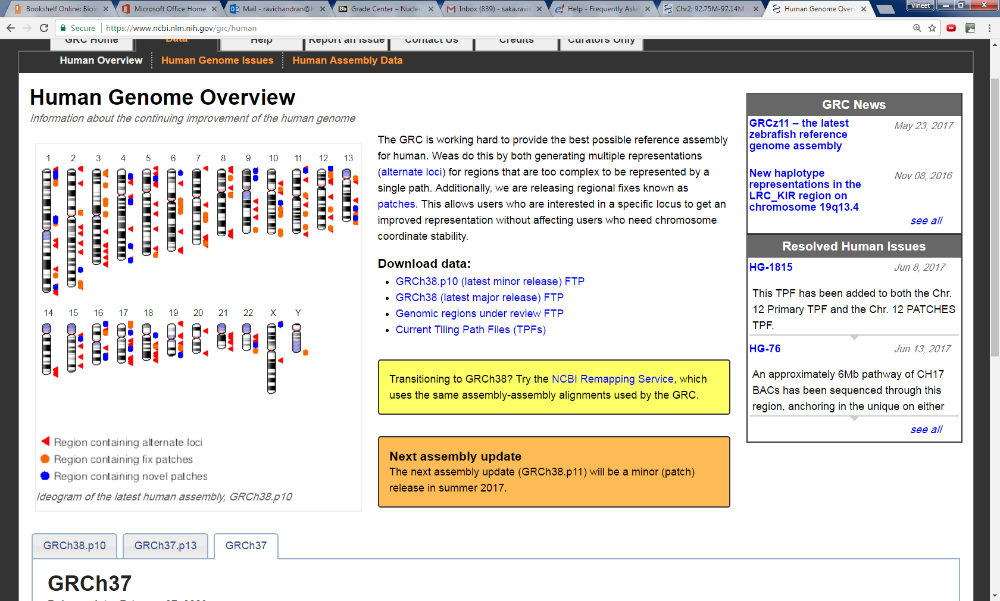 Bookshelf Online: Bioin
Microsoft Office Home
Mail - ravichandran@h
Bb Grade Center – Nucleic
Inbox (839) - saka.ravi
Help - Frequently Aske
Chr2: 92.75M-97.14M
Human Genome Over
Vineet
Secure
https://www.ncbi.nlm.nih.gov/grc/human
GRC Home
Data
Help
Report an Issue
Contact Us
Credits
Curators Only
Human Overview
Human Genome Issues
Human Assembly Data
Human Genome Overview
Information about the continuing improvement of the human genome
1 2 3 4 5 6 7 8 9 10 11 12 13
14 15 16 17 18 19 20 21 22 X Y
Region containing alternate loci
Region containing fix patches
Region containing novel patches
Ideogram of the latest human assembly, GRCh38.p10
The GRC is working hard to provide the best possible reference assembly
for human. Weas do this by both generating multiple representations
(alternate loci) for regions that are too complex to be represented by a
single path. Additionally, we are releasing regional fixes known as
patches. This allows users who are interested in a specific locus to get an
improved representation without affecting users who need chromosome
coordinate stability.
Download data:
GRCh38.p10 (latest minor release) FTP
GRCh38 (latest major release) FTP
Genomic regions under review FTP
Current Tiling Path Files (TPFs)
Transitioning to GRCh38? Try the NCBI Remapping Service, which
uses the same assembly-assembly alignments used by the GRC.
Next assembly update
The next assembly update (GRCh38.p11) will be a minor (patch)
release in summer 2017.
GRC News
GRCz11 – the latest
zebrafish reference
genome assembly
May 23, 2017
New haplotype
representations in the
LRC_KIR region on
chromosome 19q13.4
Nov 08, 2016
see all
Resolved Human Issues
HG-1815
Jun 8, 2017
This TPF has been added to both the Chr.
12 Primary TPF and the Chr. 12 PATCHES
TPF.
HG-76
Jun 13, 2017
An approximately 6Mb pathway of CH17
BACs has been sequenced through this
region, anchoring in the unique on either
see all
GRCh38.p10
GRCh37.p13
GRCh37
GRCh37